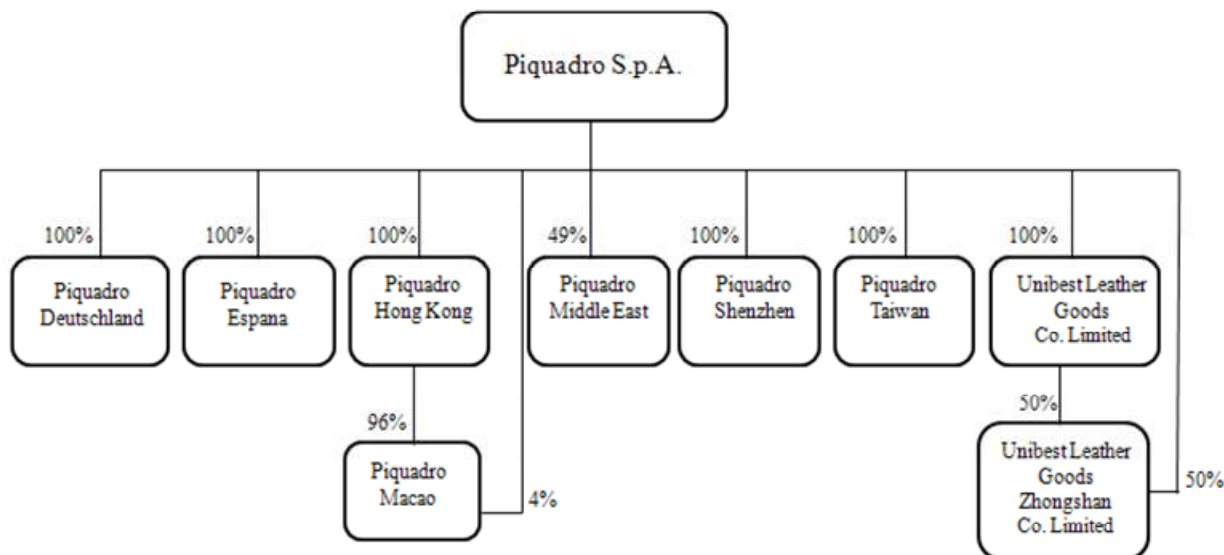 Piquadro S.p.A.
100%
100%
100%
49%
100%
100%
100%
Piquadro
Deutschland
Piquadro
Espana
Piquadro
Hong Kong
Piquadro
Middle East
Piquadro
Shenzhen
Piquadro
Taiwan
Unibest Leather
Goods
Co. Limited
96%
50%
Piquadro
Macao
4%
Unibest Leather
Goods
Zhongshan
Co. Limited
50%